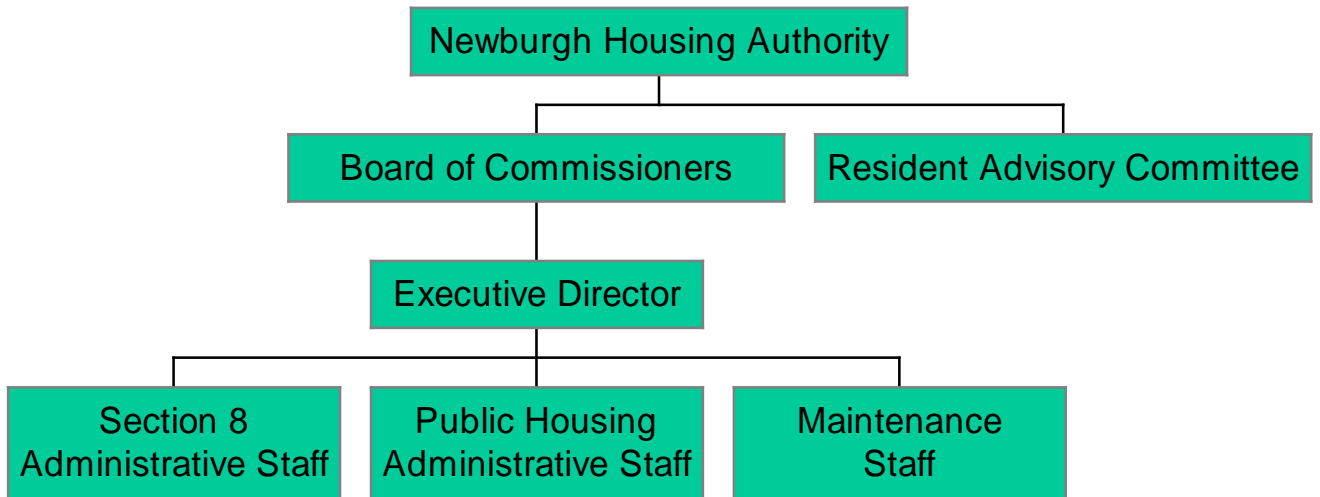 Newburgh Housing Authority
Board of Commissioners
Resident Advisory Committee
Executive Director
Section 8
Administrative Staff
Public Housing
Administrative Staff
Maintenance
Staff